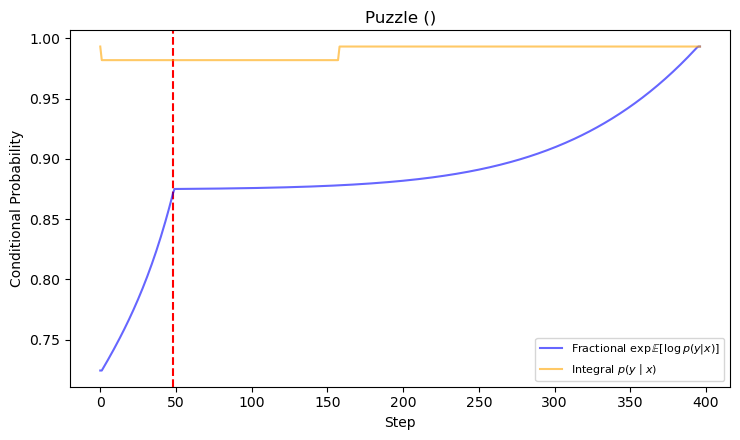 Puzzle ()
Conditional Probability
1.00
0.95
0.90
0.85
0.80
0.75
0 50 100 150 200 250 300 350 400
Step
Fractional exp𝔼[log p(y|x)]
Integral p(y | x)